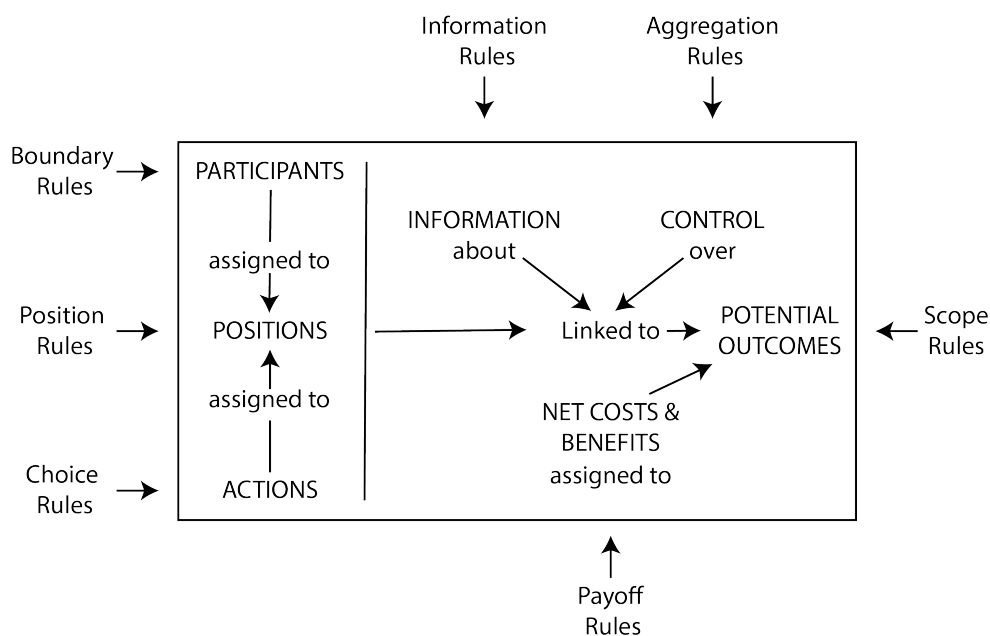 Information
Rules
Aggregation
Rules
Boundary
Rules
PARTICIPANTS
INFORMATION
about
CONTROL
over
assigned to
Position
Rules
POSITIONS
Linked to
POTENTIAL
OUTCOMES
Scope
Rules
assigned to
NET COSTS &
BENEFITS
assigned to
Choice
Rules
ACTIONS
Payoff
Rules